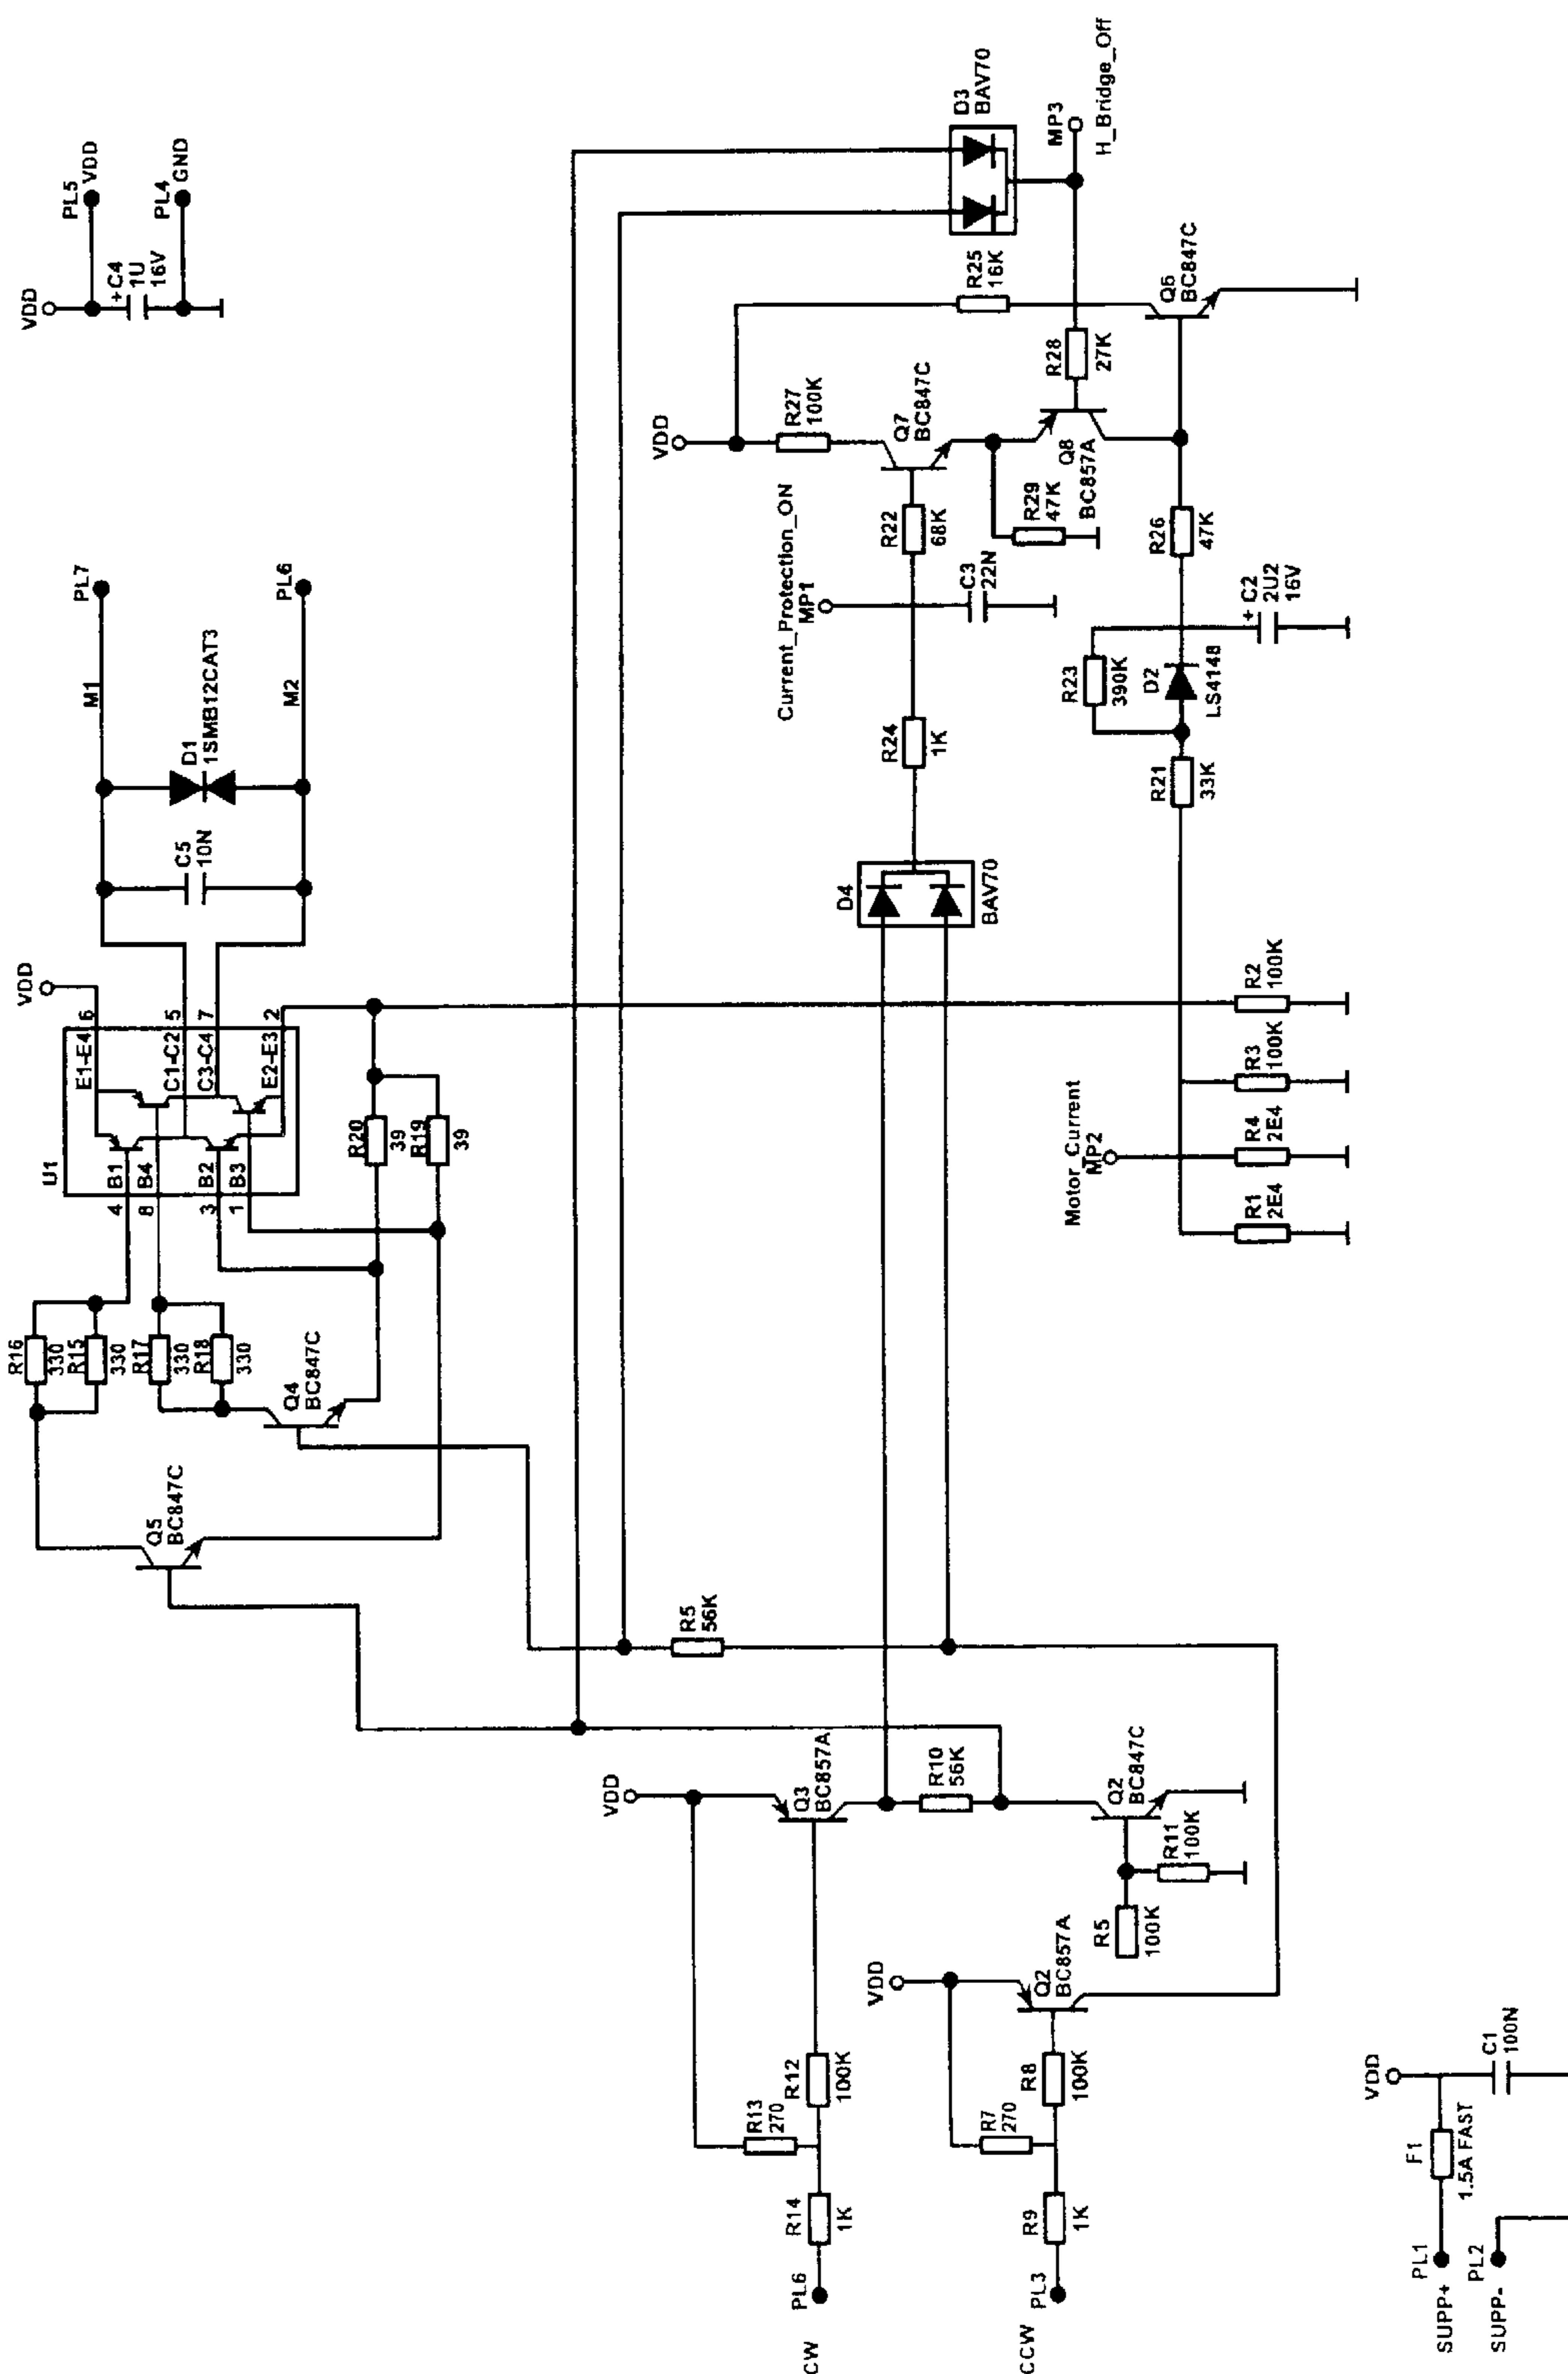 VDD
+C4
1U
16V
PL5
VDD
PL4
GND
PL7
M1
D1
1SMB12CAT3
C5
10N
M2
PL6
VDD
U1
6
E1-E4
5
C1-C2
7
C3-C4
2
E2-E3
4
B1
8
B4
3
B2
1
B3
R16
330
R15
330
R17
330
R18
330
Q4
BC847C
Q5
BC847C
R20
39
R19
39
D3
BAV70
MP3
H_Bridge_Off
R25
16K
Q6
BC847C
R28
27K
VDD
R27
100K
Q7
BC847C
Q8
BC857A
R29
47K
R22
68K
Current_Protection_ON
MP1
C3
22N
R26
47K
+
C2
2U2
16V
R23
390K
D2
LS4148
R24
1K
R21
33K
D4
BAV70
R2
100K
R3
100K
Motor_Current
MP2
R4
2E4
R1
2E4
R5
56K
VDD
Q3
BC857A
R10
56K
Q2
BC847C
R11
100K
R5
100K
VDD
Q2
BC857A
R12
100K
R13
270
R14
1K
PL6
CW
R8
100K
R7
270
R9
1K
PL3
CCW
VDD
C1
100N
F1
1.5A FAST
PL1
SUPP+
PL2
SUPP-